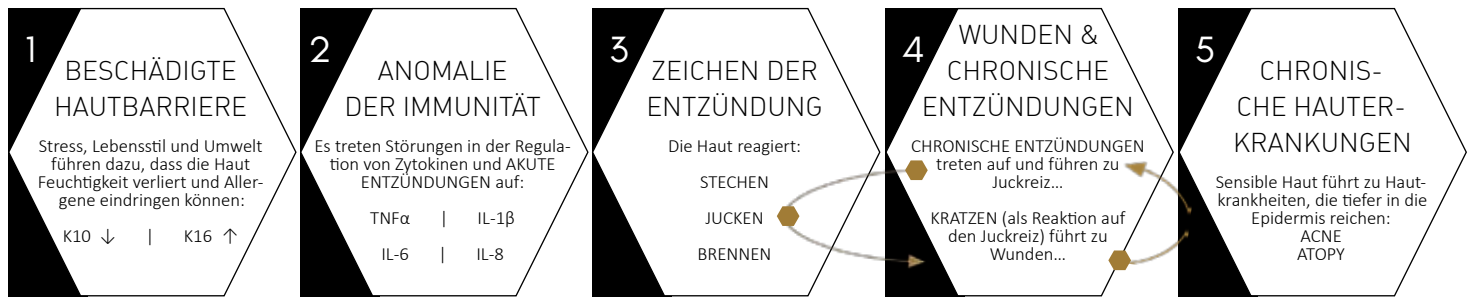 1
BESCHÄDIGTE
HAUTBARRIERE
Stress, Lebensstil und Umwelt
führen dazu, dass die Haut
Feuchtigkeit verliert und Aller-
gene eindringen können:
K10 ↓ | K16 ↑
2
ANOMALIE
DER IMMUNITÄT
Es treten Störungen in der Regula-
tion von Zytokinen und AKUTE
ENTZÜNDUNGEN auf:
TNFα | IL-1β
IL-6 | IL-8
3
ZEICHEN DER
ENTZÜNDUNG
Die Haut reagiert:
STECHEN
JUCKEN
BRENNEN
4
WUNDEN &
CHRONISCHE
ENTZÜNDUNGEN
CHRONISCHE ENTZÜNDUNGEN
treten auf und führen zu
Juckreiz...
KRATZEN (als Reaktion auf
den Juckreiz) führt zu
Wunden...
5
CHRONIS-
CHE HAUTER-
KRANKUNGEN
Sensible Haut führt zu Haut-
krankheiten, die tiefer in die
Epidermis reichen:
ACNE
ATOPY